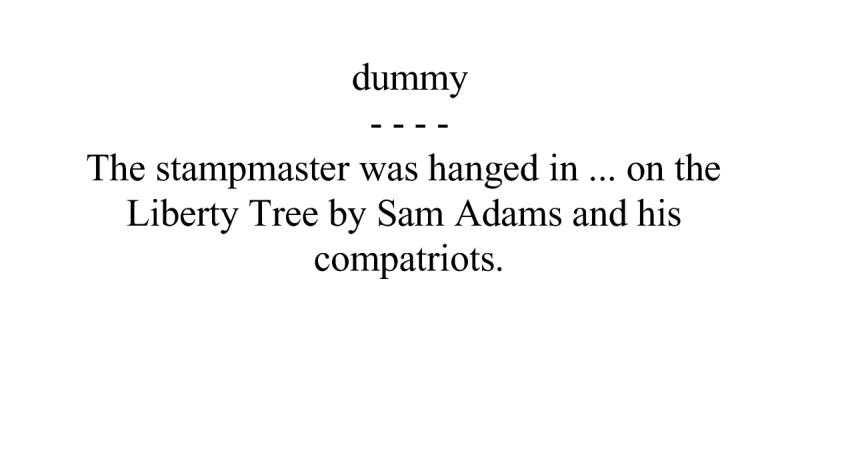 dummy
- - - -
The stampmaster was hanged in ... on the
Liberty Tree by Sam Adams and his
compatriots.